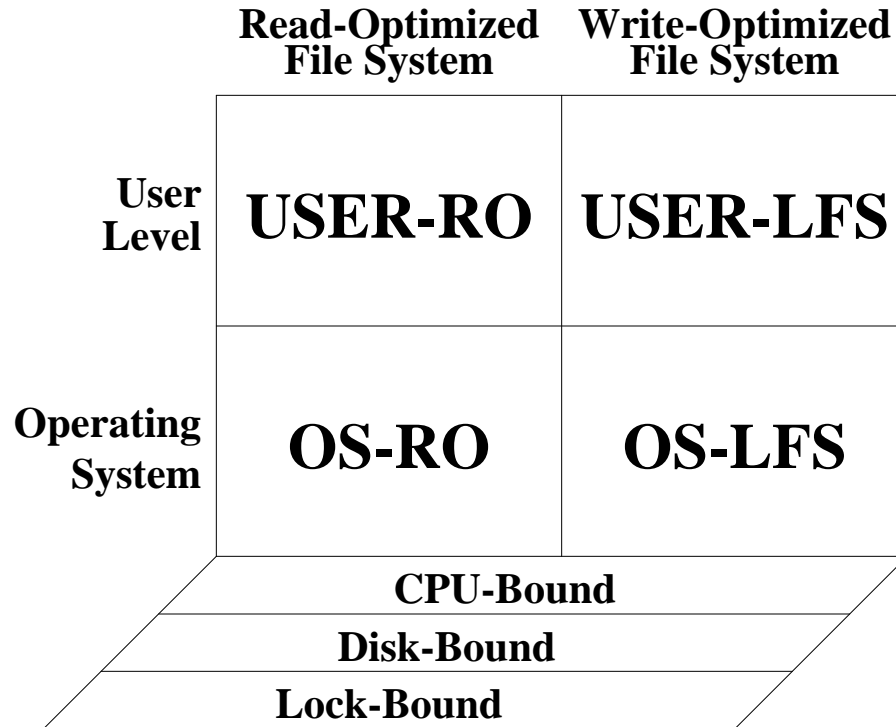 Read-Optimized Write-Optimized
File System File System
User
Level
USER-RO USER-LFS
Operating
System
OS-RO OS-LFS
CPU-Bound
Disk-Bound
Lock-Bound